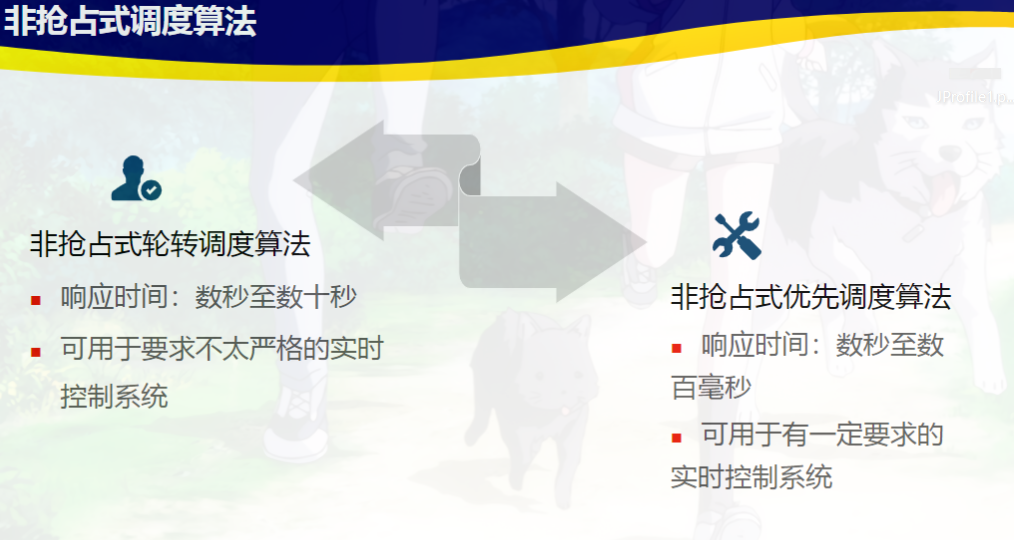 非抢占式调度算法
非抢占式轮转调度算法
响应时间：数秒至数十秒
可用于要求不太严格的实时
控制系统
非抢占式优先调度算法
响应时间：数秒至数
百毫秒
可用于有一定要求的
实时控制系统